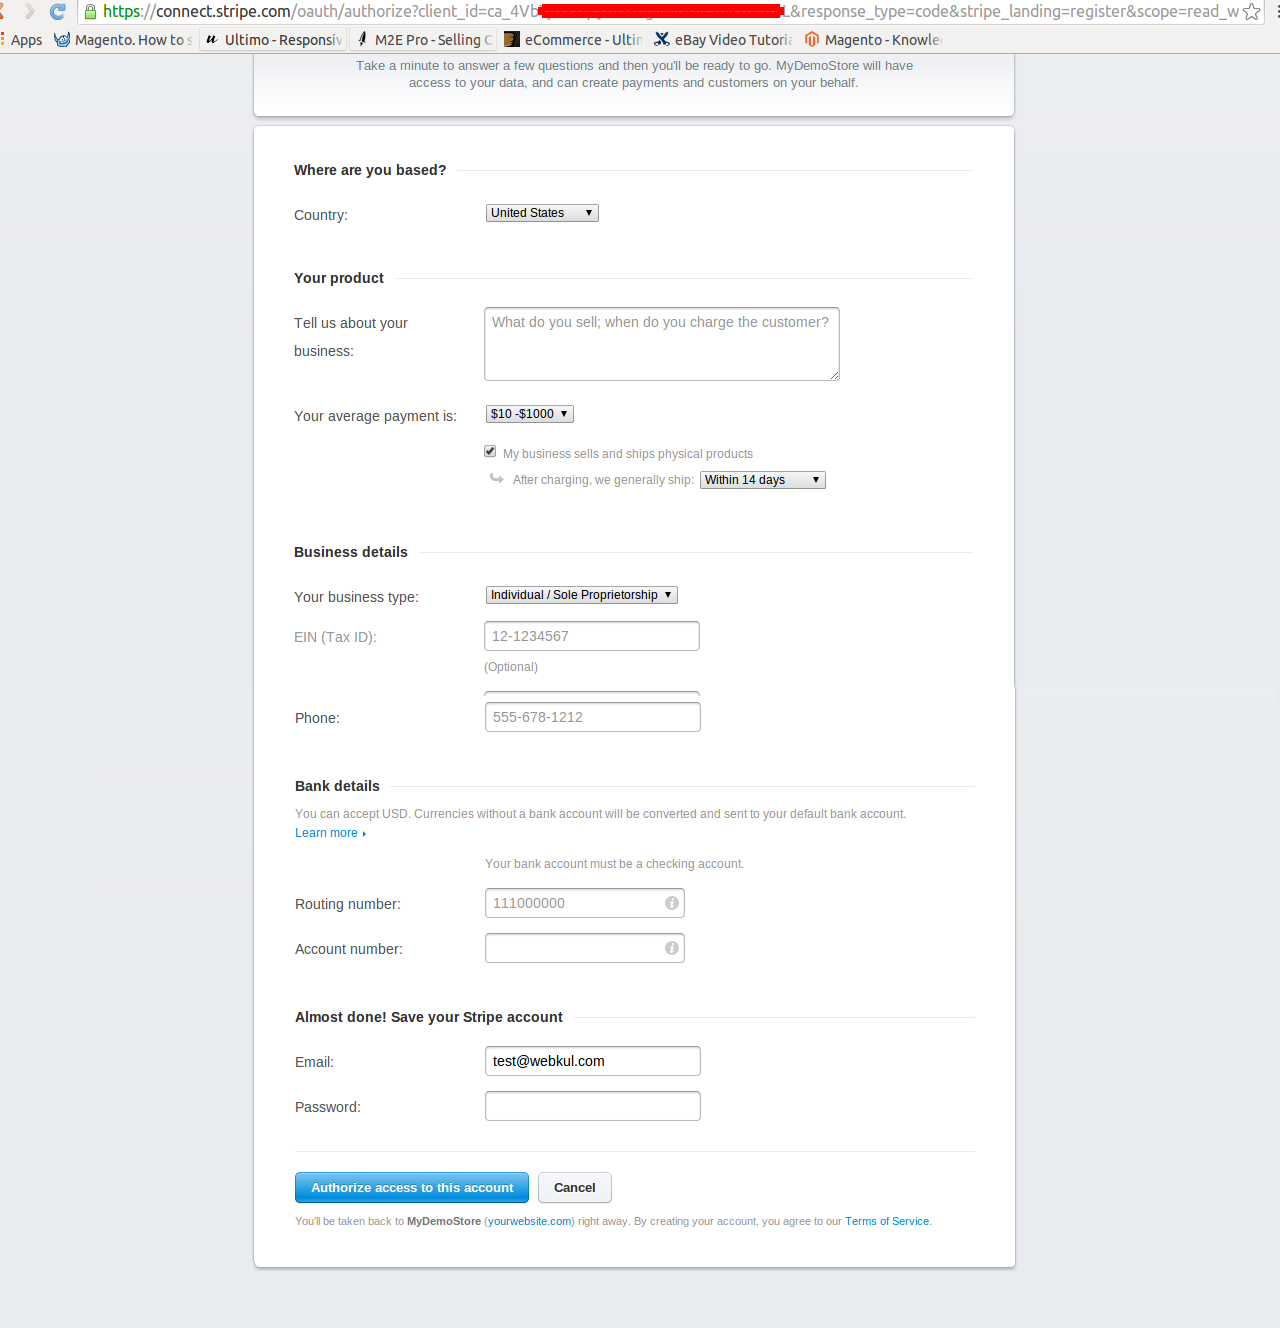 https://connect.stripe.com/oauth/authorize?client_id=ca_4Vb L&response_type=code&stripe_landing=register&scope=read_w
Apps Magento. How to s Ultimo - Responsiv M2E Pro - Selling C eCommerce - Ultin eBay Video Tutoria Magento - Knowle
Take a minute to answer a few questions and then you'll be ready to go. MyDemoStore will have
access to your data, and can create payments and customers on your behalf.
Where are you based?
Country: United States
Your product
Tell us about your
business:
What do you sell; when do you charge the customer?
Your average payment is: $10 -$1000
My business sells and ships physical products
After charging, we generally ship: Within 14 days
Business details
Your business type: Individual / Sole Proprietorship
EIN (Tax ID): 12-1234567
(Optional)
Phone: 555-678-1212
Bank details
You can accept USD. Currencies without a bank account will be converted and sent to your default bank account.
Learn more
Your bank account must be a checking account.
Routing number: 111000000
Account number:
Almost done! Save your Stripe account
Email: test@webkul.com
Password:
Authorize access to this account Cancel
You'll be taken back to MyDemoStore (yourwebsite.com) right away. By creating your account, you agree to our Terms of Service.